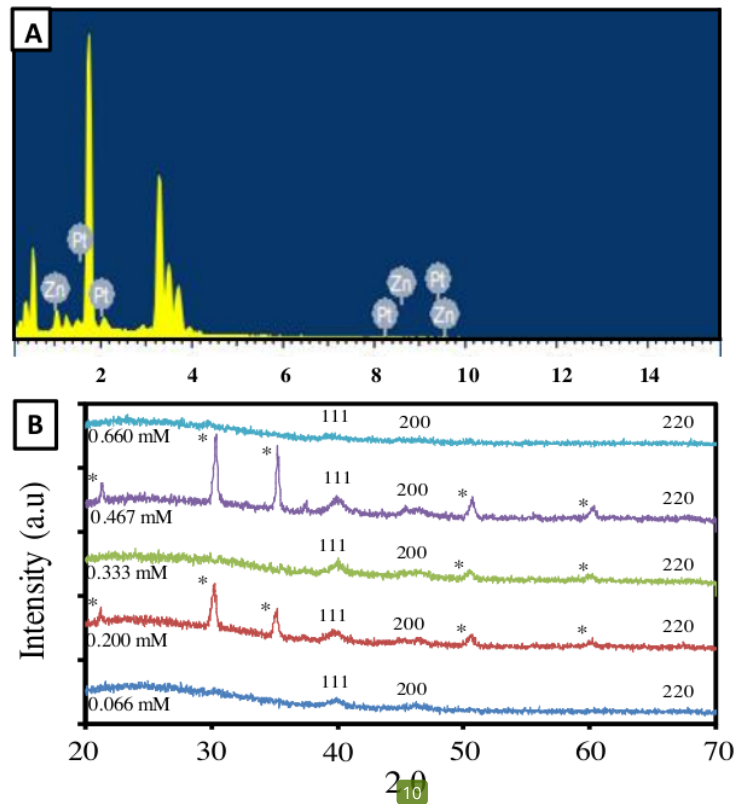 A
Pt
Zn Pt
Zn Pt
Pt Zn
2 4 6 8 10 12 14
B
111 200 220
0.660 mM
*
*
111
* 200 * * 220
0.467 mM
111 200 * * 220
0.333 mM
*
* * 111 200 * * 220
0.200 mM
111 200 220
0.066 mM
Intensity (a.u)
20 30 40 50 60 70
2 θ
10